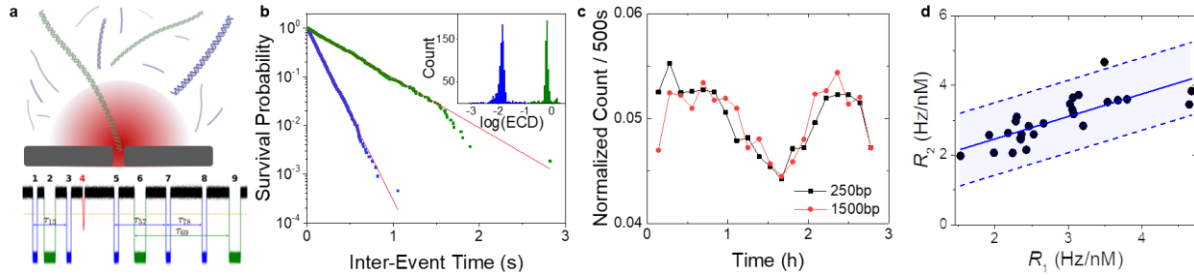 a
1 2 3 4 5 6 7 8 9
τ13 τ57 τ78
τ69
b
Survival Probability
10^0
10^-1
10^-2
10^-3
10^-4
0 1 2 3
Inter-Event Time (s)
Count
150
100
50
-3 -2 -1 0
log(ECD)
c
Normalized Count / 500s
0.06
0.05
0.04
0 1 2 3
Time (h)
250bp
1500bp
d
R2 (Hz/nM)
6
4
2
0
2 3 4
R1 (Hz/nM)